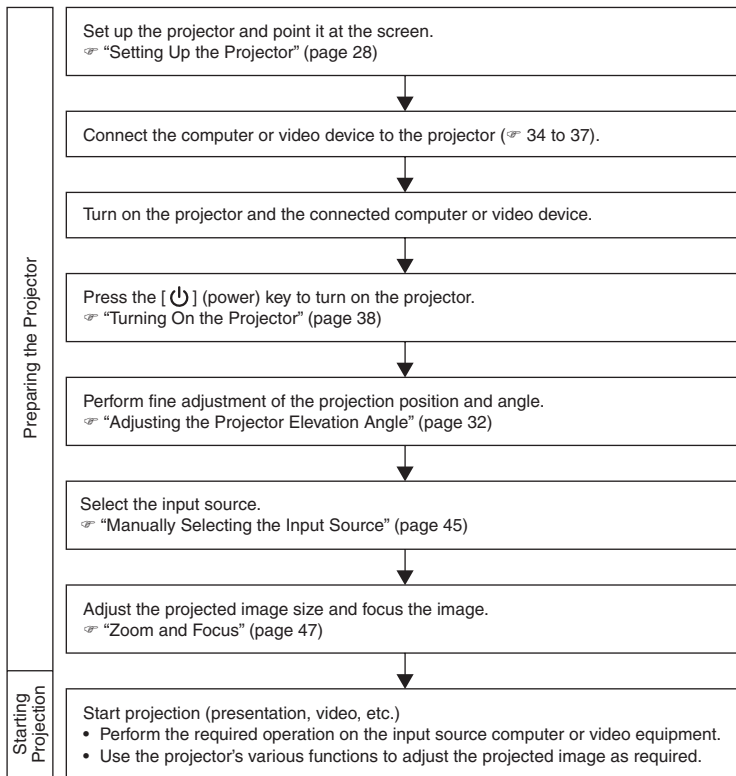 Preparing the Projector
Set up the projector and point it at the screen.
☞ “Setting Up the Projector” (page 28)
Connect the computer or video device to the projector (☞ 34 to 37).
Turn on the projector and the connected computer or video device.
Press the [ ⏻ ] (power) key to turn on the projector.
☞ “Turning On the Projector” (page 38)
Perform fine adjustment of the projection position and angle.
☞ “Adjusting the Projector Elevation Angle” (page 32)
Select the input source.
☞ “Manually Selecting the Input Source” (page 45)
Adjust the projected image size and focus the image.
☞ “Zoom and Focus” (page 47)
Starting
Projection
Start projection (presentation, video, etc.)
• Perform the required operation on the input source computer or video equipment.
• Use the projector’s various functions to adjust the projected image as required.